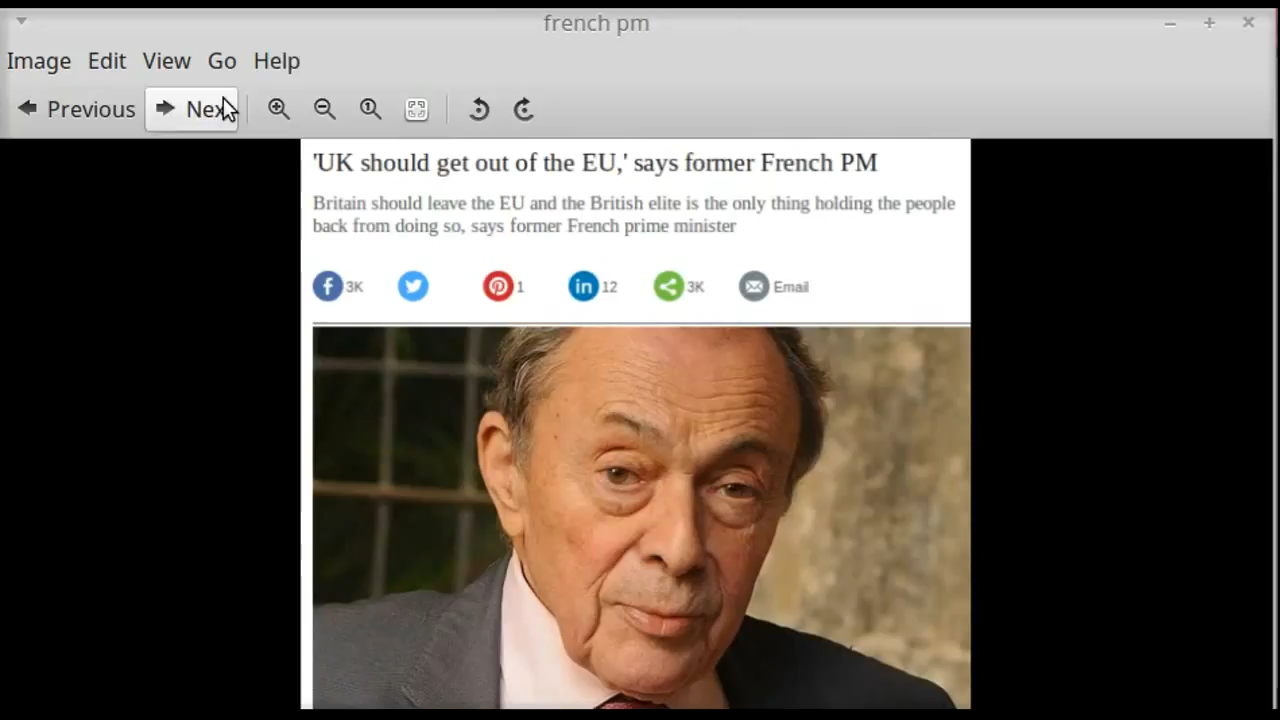 french pm
Image Edit View Go Help
Previous Nex
'UK should get out of the EU,' says former French PM
Britain should leave the EU and the British elite is the only thing holding the people
back from doing so, says former French prime minister
3K 1 in 12 3K Email